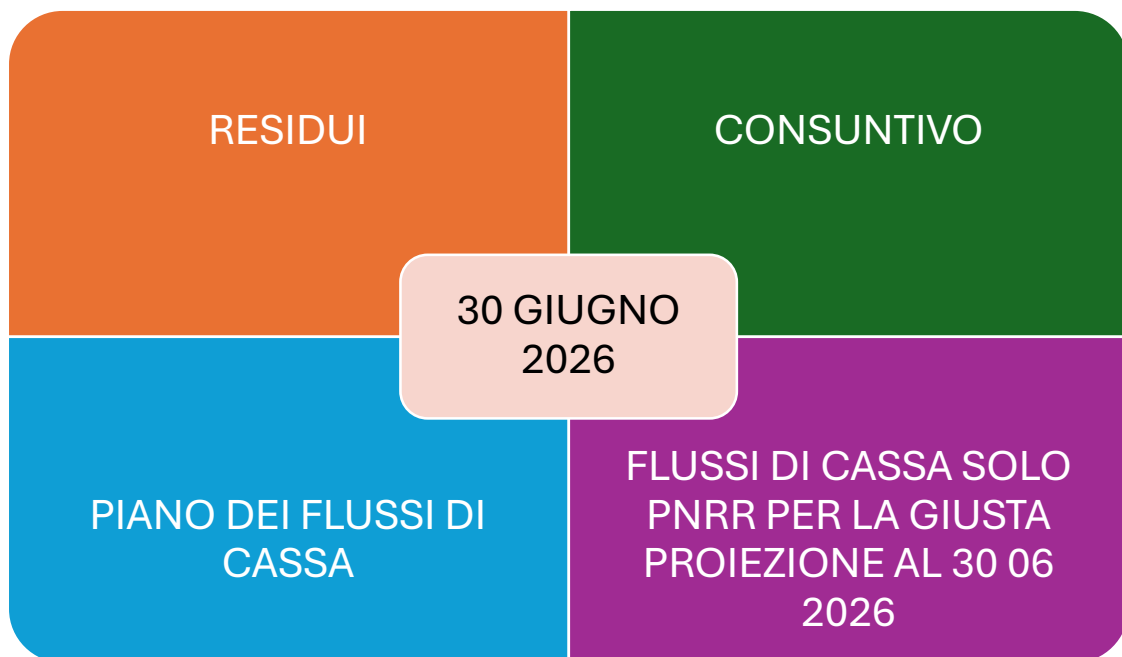 RESIDUI
CONSUNTIVO
30 GIUGNO
2026
PIANO DEI FLUSSI DI
CASSA
FLUSSI DI CASSA SOLO
PNRR PER LA GIUSTA
PROIEZIONE AL 30 06
2026